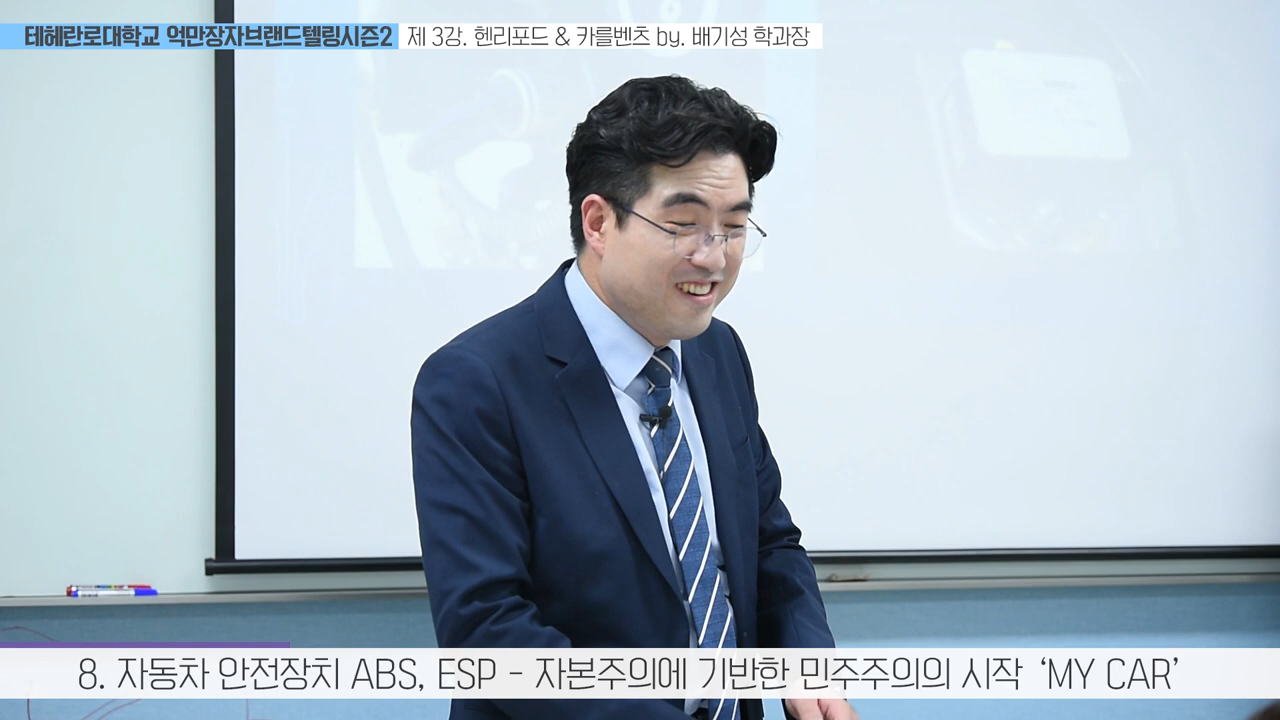 테헤란로대학교 억만장자브랜드텔링시즌2 제 3강. 헨리포드 & 카를벤츠 by. 배기성 학과장
8. 자동차 안전장치 ABS, ESP - 자본주의에 기반한 민주주의의 시작 ‘MY CAR’